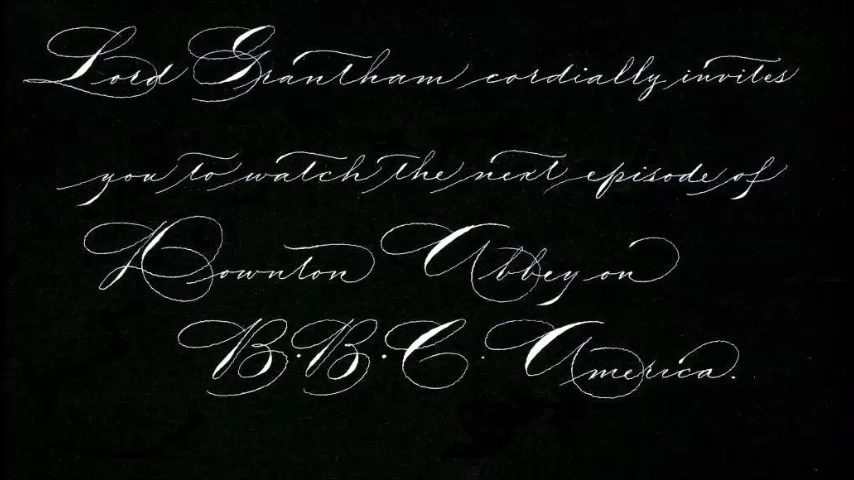 Lord Grantham cordially invites
you to watch the next episode of
Downton Abbey on
B.B.C. America.